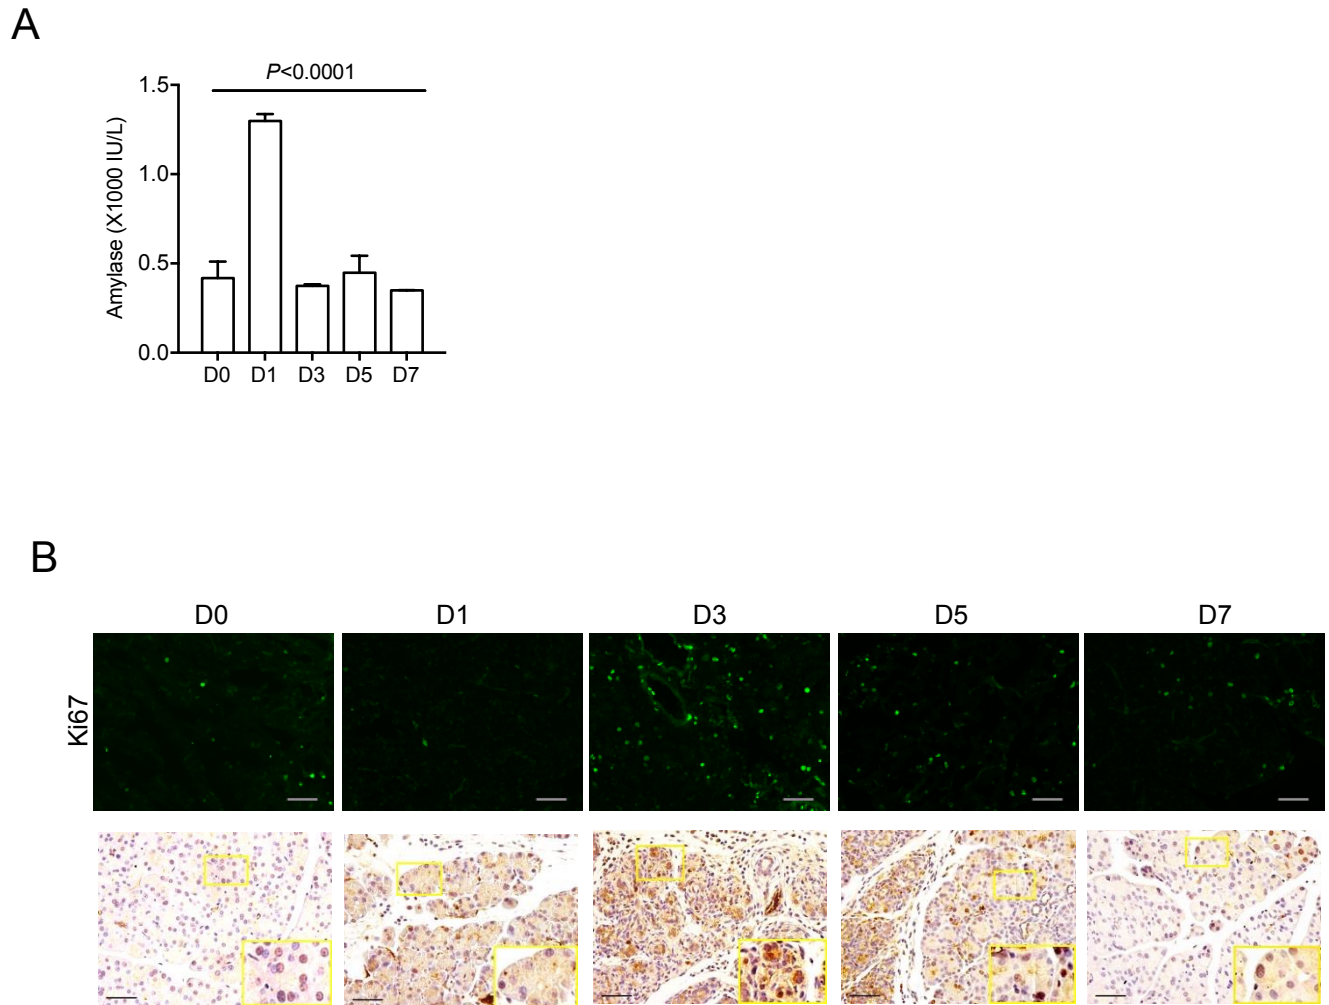 A
P<0.0001
Amylase (X1000 IU/L)
1.5
1.0
0.5
0.0
D0 D1 D3 D5 D7
B
D0 D1 D3 D5 D7
Ki67